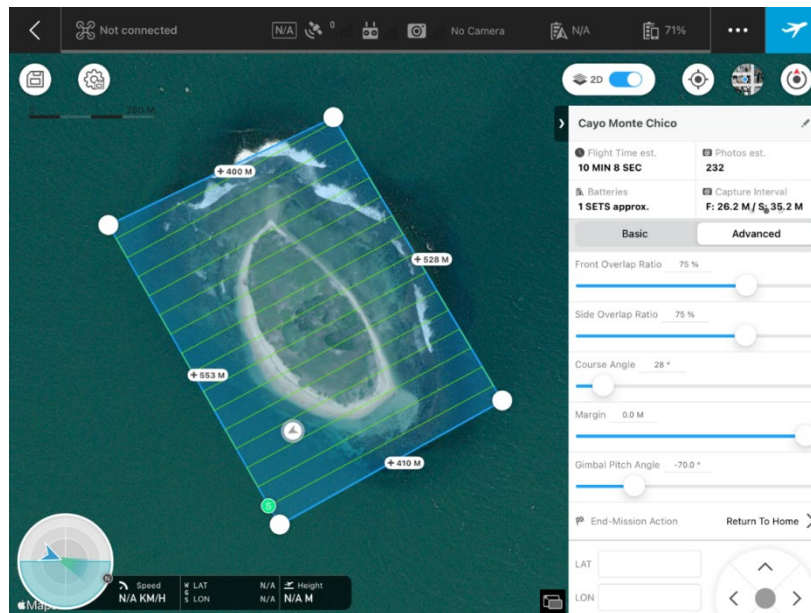 Not connected
N/A
0
No Camera
N/A
71%
2D
0 200 M
Cayo Monte Chico
Flight Time est.
10 MIN 8 SEC
Photos est.
232
Batteries
1 SETS approx.
Capture Interval
F: 26.2 M / S: 35.2 M
Basic
Advanced
Front Overlap Ratio 75 %
Side Overlap Ratio 75 %
Course Angle 28 °
Margin 0.0 M
Gimbal Pitch Angle -70.0 °
End-Mission Action Return To Home
LAT
LON
+ 400 M
+ 528 M
+ 553 M
+ 410 M
S
N
Maps
Speed
N/A KM/H
WGS
LAT N/A
LON N/A
Height
N/A M